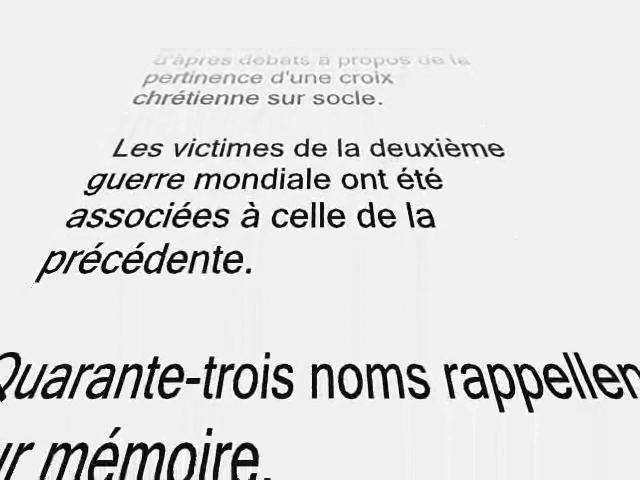 d'âpres débats à propos de la
pertinence d'une croix
chrétienne sur socle.
Les victimes de la deuxième
guerre mondiale ont été
associées à celle de la
précédente.
Quarante-trois noms rappellen
ur mémoire.